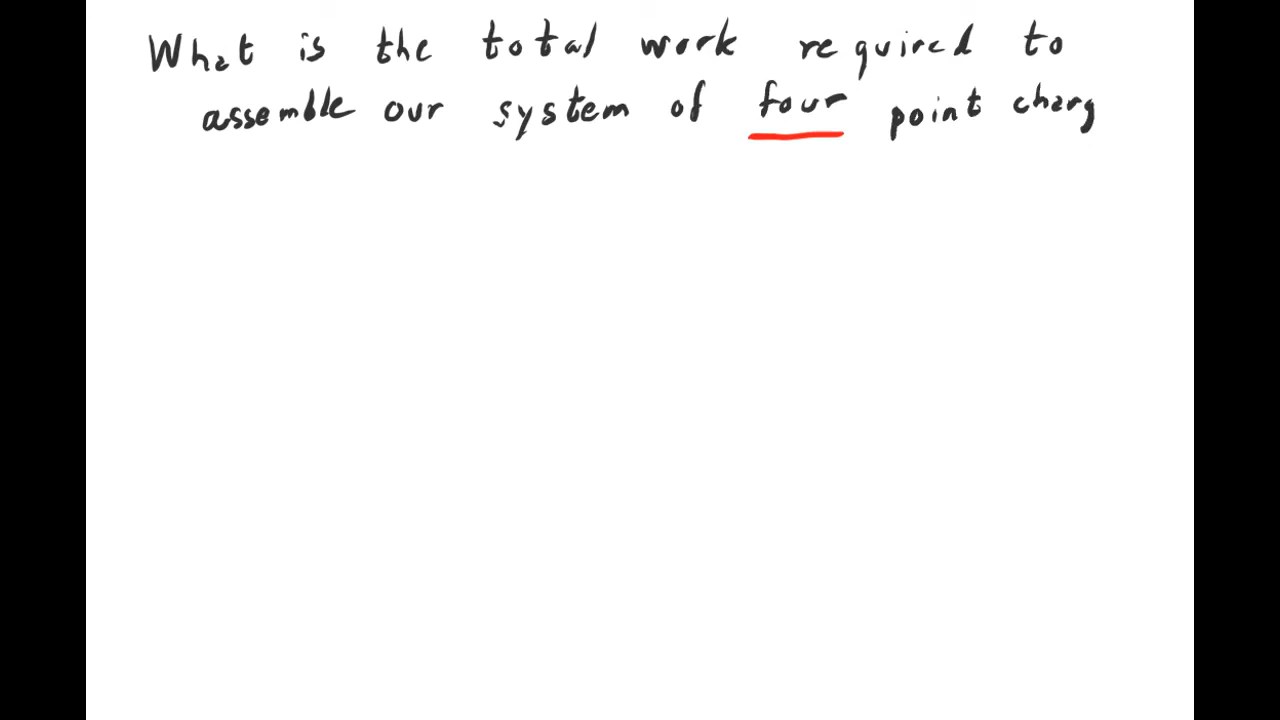 What is the total work required to
assemble our system of four point charg